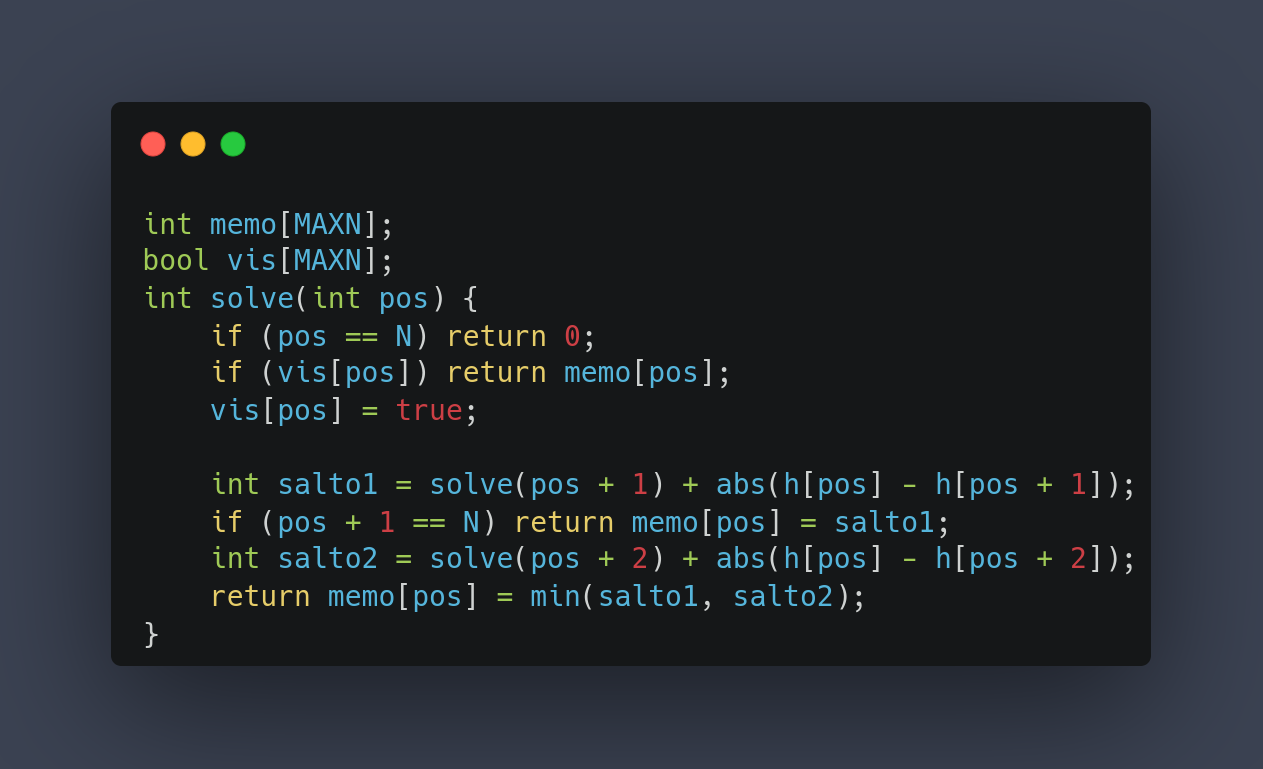 int memo[MAXN];
bool vis[MAXN];
int solve(int pos) {
    if (pos == N) return 0;
    if (vis[pos]) return memo[pos];
    vis[pos] = true;

    int salto1 = solve(pos + 1) + abs(h[pos] - h[pos + 1]);
    if (pos + 1 == N) return memo[pos] = salto1;
    int salto2 = solve(pos + 2) + abs(h[pos] - h[pos + 2]);
    return memo[pos] = min(salto1, salto2);
}